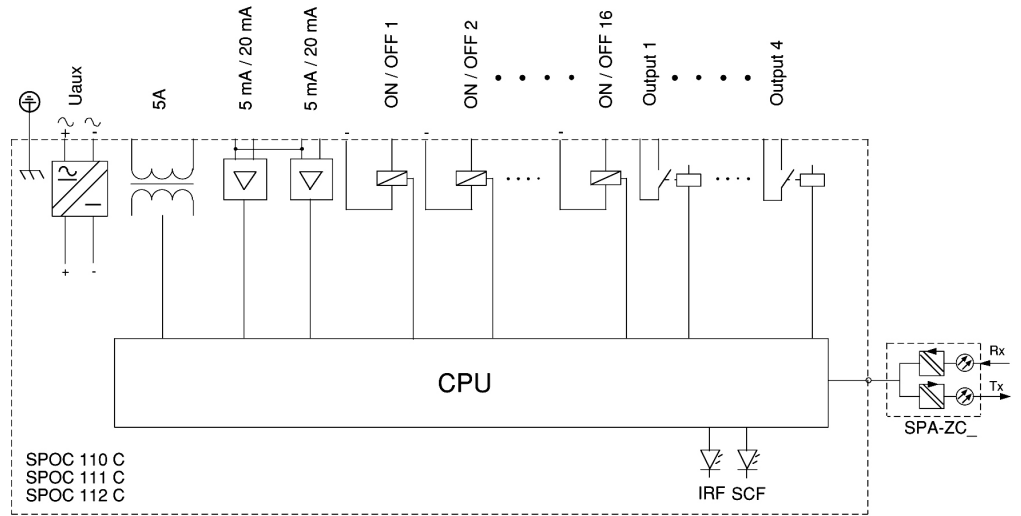 Uaux
5A
5 mA / 20 mA
5 mA / 20 mA
ON / OFF 1
ON / OFF 2
ON / OFF 16
Output 1
Output 4
+ -
- - -
+ -
CPU
Rx
Tx
SPA-ZC_
SPOC 110 C
SPOC 111 C
SPOC 112 C
IRF SCF